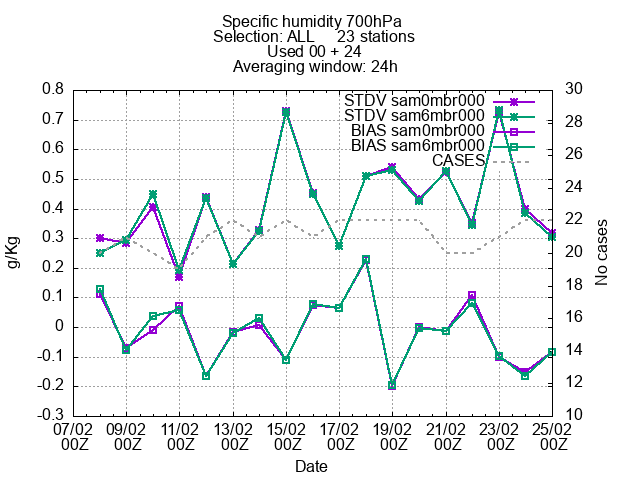 Specific humidity 700hPa
Selection: ALL 23 stations
Used 00 + 24
Averaging window: 24h
0.8
0.7
0.6
0.5
0.4
0.3
0.2
0.1
0
-0.1
-0.2
-0.3
g/Kg
STDV sam0mbr000
STDV sam6mbr000
BIAS sam0mbr000
BIAS sam6mbr000
CASES
30
28
26
24
22
20
18
16
14
12
10
No cases
07/02 09/02 11/02 13/02 15/02 17/02 19/02 21/02 23/02 25/02
00Z 00Z 00Z 00Z 00Z 00Z 00Z 00Z 00Z 00Z
Date